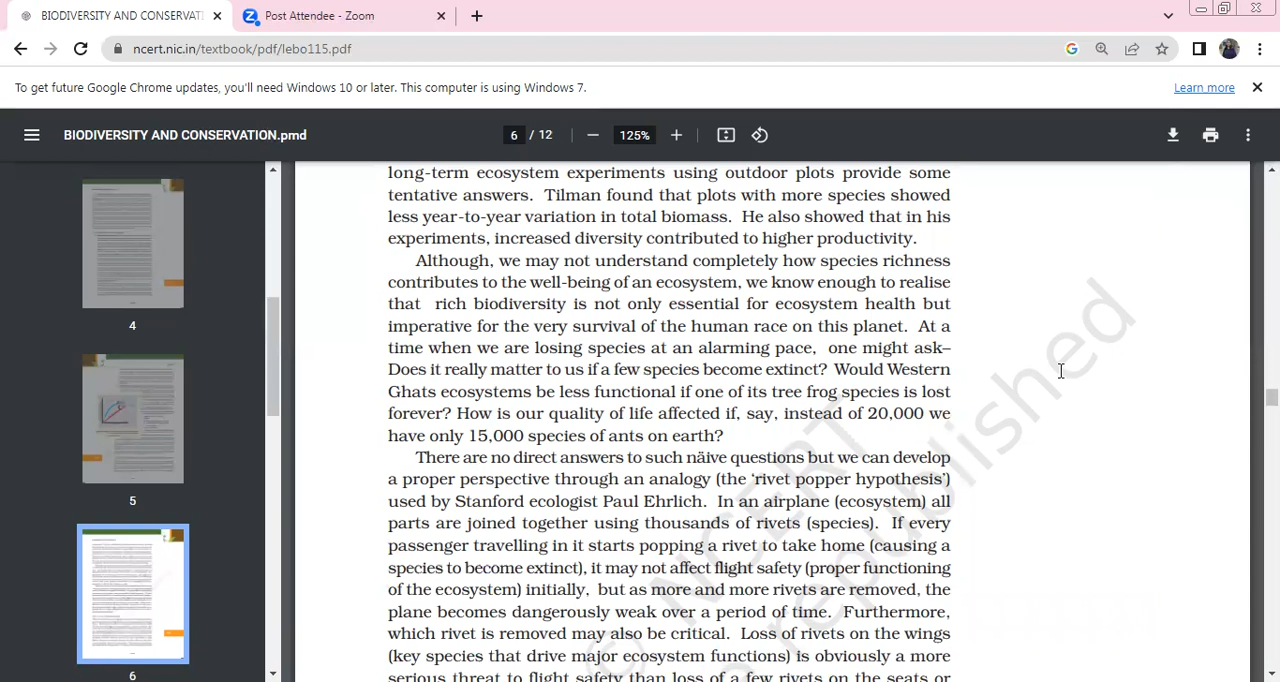 BIODIVERSITY AND CONSERVATI
Post Attendee - Zoom
ncert.nic.in/textbook/pdf/lebo115.pdf
To get future Google Chrome updates, you'll need Windows 10 or later. This computer is using Windows 7.
Learn more
BIODIVERSITY AND CONSERVATION.pmd
6 / 12
125%
4
5
6
long-term ecosystem experiments using outdoor plots provide some
tentative answers. Tilman found that plots with more species showed
less year-to-year variation in total biomass. He also showed that in his
experiments, increased diversity contributed to higher productivity.
Although, we may not understand completely how species richness
contributes to the well-being of an ecosystem, we know enough to realise
that rich biodiversity is not only essential for ecosystem health but
imperative for the very survival of the human race on this planet. At a
time when we are losing species at an alarming pace, one might ask–
Does it really matter to us if a few species become extinct? Would Western
Ghats ecosystems be less functional if one of its tree frog species is lost
forever? How is our quality of life affected if, say, instead of 20,000 we
have only 15,000 species of ants on earth?
There are no direct answers to such näive questions but we can develop
a proper perspective through an analogy (the 'rivet popper hypothesis')
used by Stanford ecologist Paul Ehrlich. In an airplane (ecosystem) all
parts are joined together using thousands of rivets (species). If every
passenger travelling in it starts popping a rivet to take home (causing a
species to become extinct), it may not affect flight safety (proper functioning
of the ecosystem) initially, but as more and more rivets are removed, the
plane becomes dangerously weak over a period of time. Furthermore,
which rivet is removed may also be critical. Loss of rivets on the wings
(key species that drive major ecosystem functions) is obviously a more
serious threat to flight safety than loss of a few rivets on the seats or
© NCERT
republished